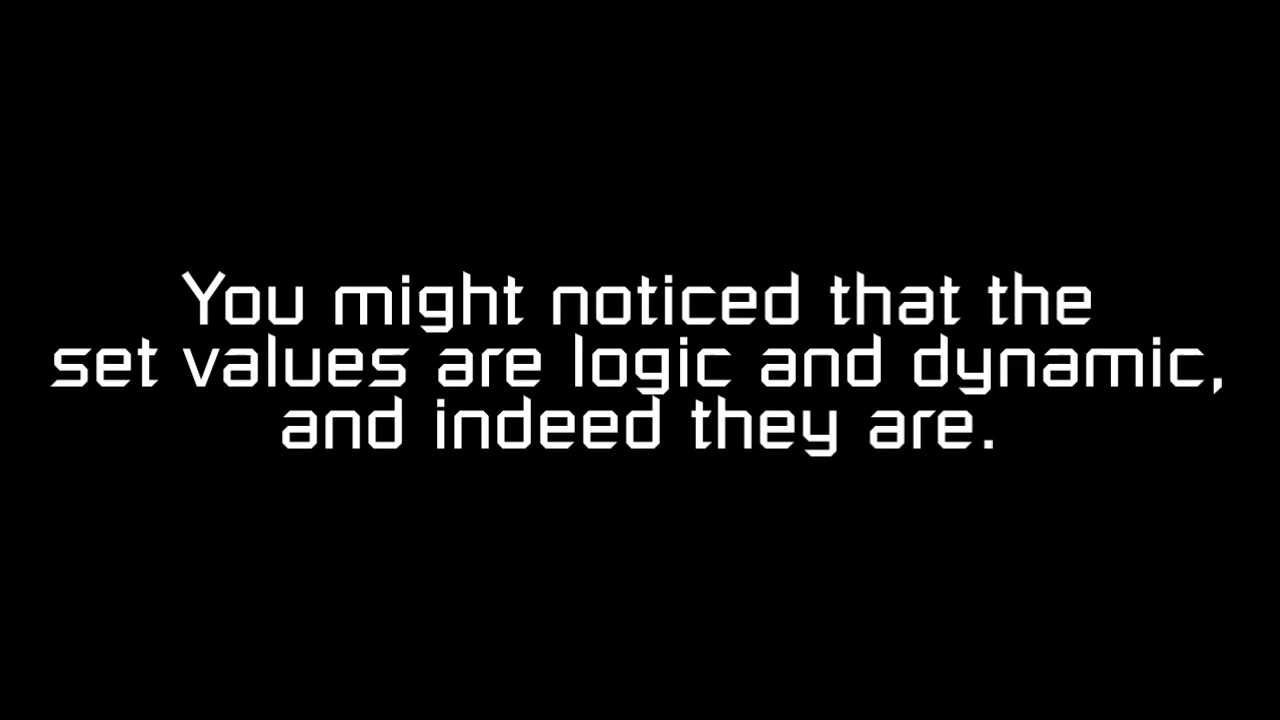 You might noticed that the
set values are logic and dynamic,
and indeed they are.